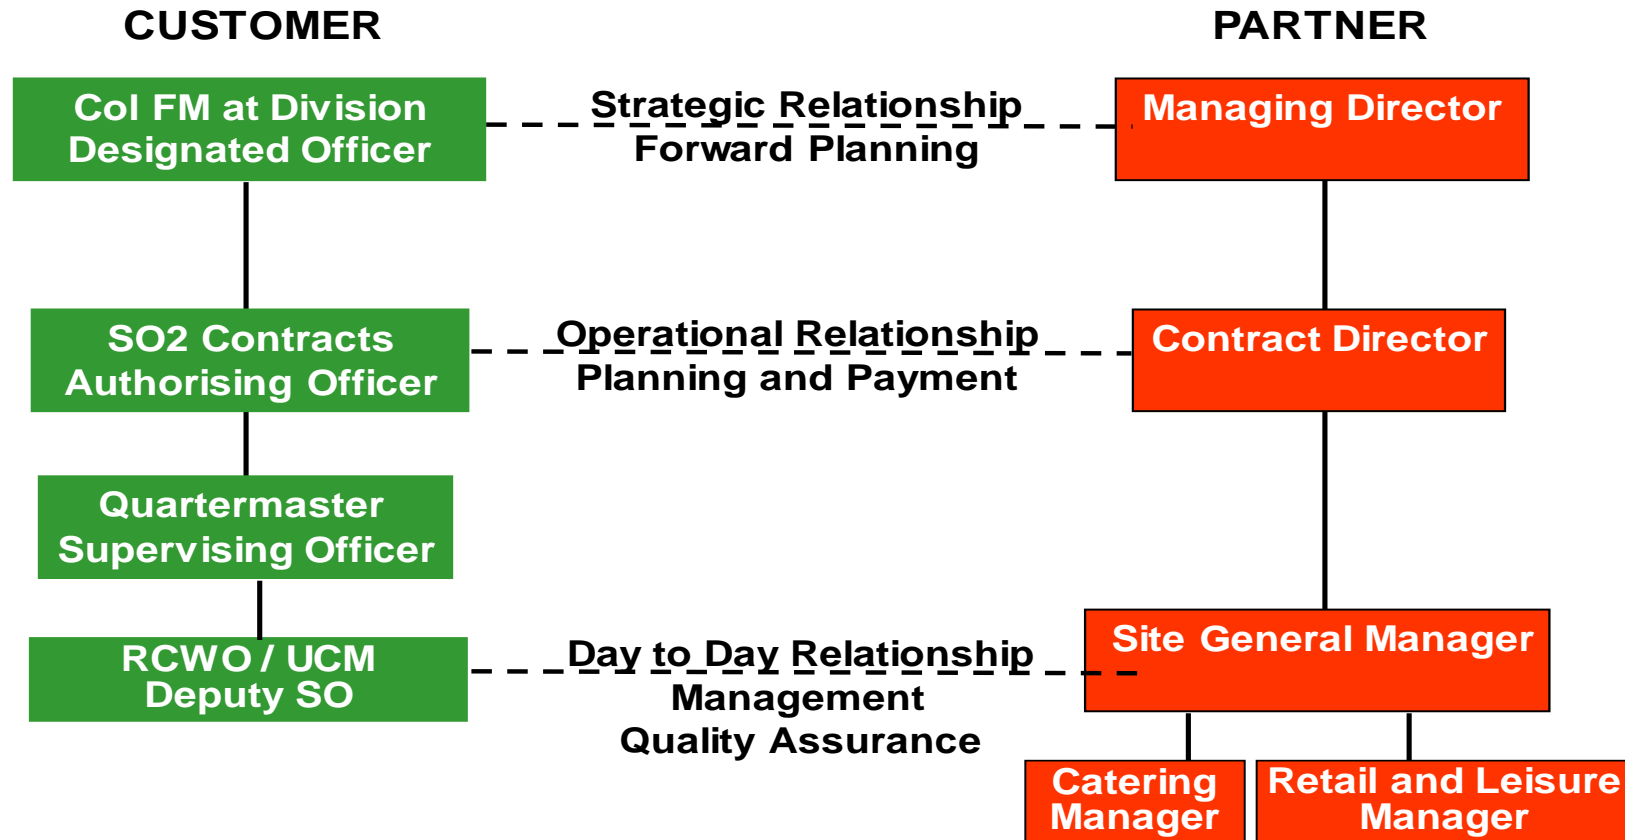 CUSTOMER
PARTNER
Col FM at Division
Designated Officer
Strategic Relationship
Forward Planning
Managing Director
SO2 Contracts
Authorising Officer
Operational Relationship
Planning and Payment
Contract Director
Quartermaster
Supervising Officer
RCWO / UCM
Deputy SO
Day to Day Relationship
Management
Quality Assurance
Site General Manager
Catering
Manager
Retail and Leisure
Manager